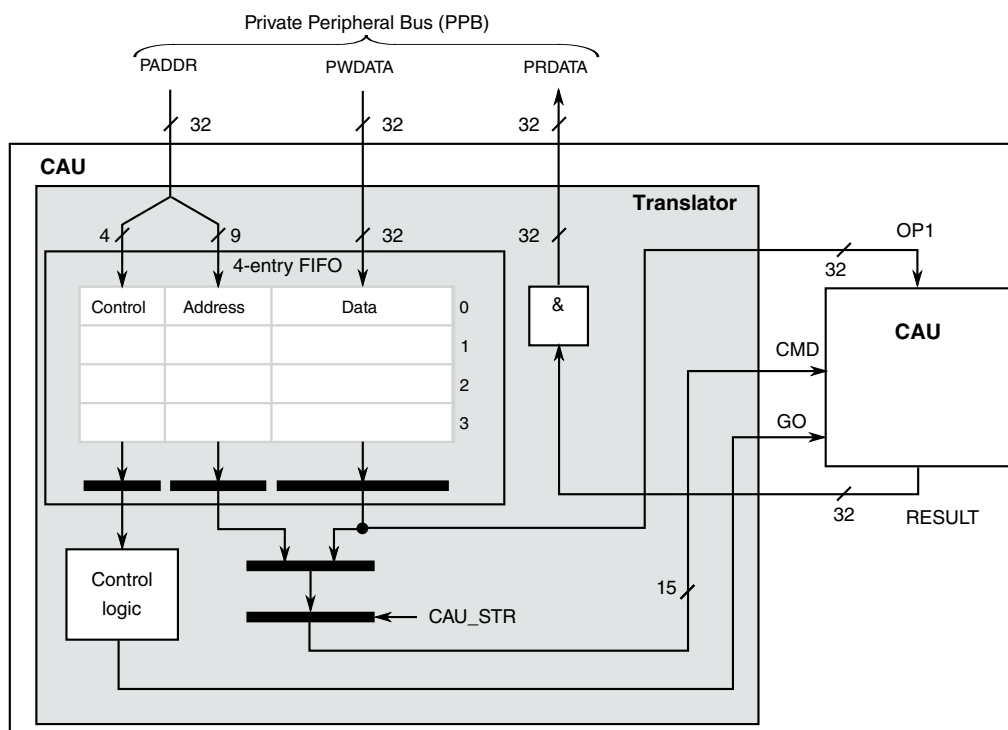 Private Peripheral Bus (PPB)
PADDR
PWDATA
PRDATA
32
32
32
CAU
Translator
4
9
32
32
OP1
32
4-entry FIFO
Control
Address
Data
0
1
2
3
&
CAU
CMD
GO
32
RESULT
Control
logic
15
CAU_STR